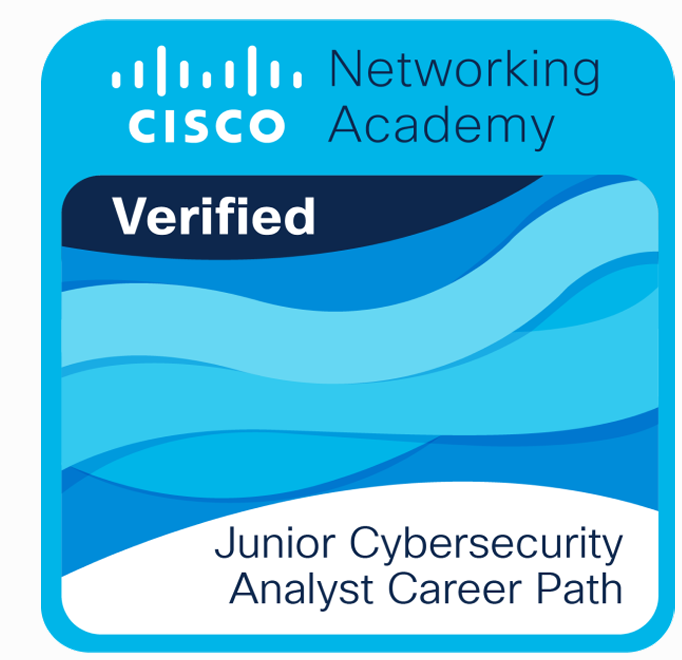 Networking
CISCO Academy
Verified
Junior Cybersecurity
Analyst Career Path